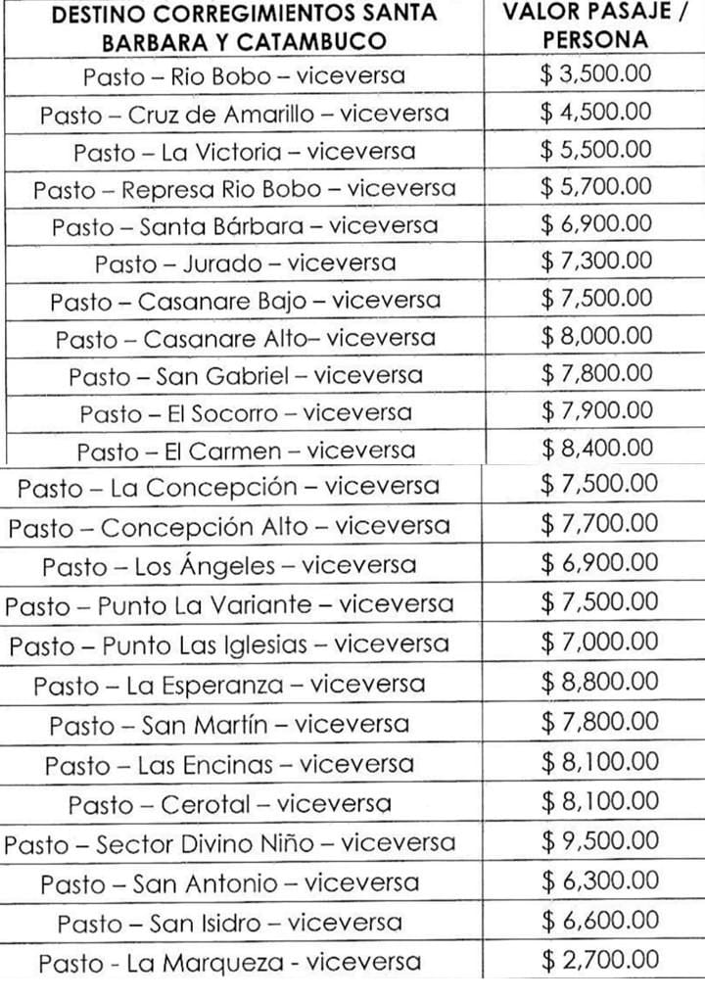 DESTINO CORREGIMIENTOS SANTA BARBARA Y CATAMBUCO VALOR PASAJE / PERSONA
Pasto – Rio Bobo – viceversa $ 3,500.00
Pasto – Cruz de Amarillo – viceversa $ 4,500.00
Pasto – La Victoria – viceversa $ 5,500.00
Pasto – Represa Rio Bobo – viceversa $ 5,700.00
Pasto – Santa Bárbara – viceversa $ 6,900.00
Pasto – Jurado – viceversa $ 7,300.00
Pasto – Casanare Bajo – viceversa $ 7,500.00
Pasto – Casanare Alto– viceversa $ 8,000.00
Pasto – San Gabriel – viceversa $ 7,800.00
Pasto – El Socorro – viceversa $ 7,900.00
Pasto – El Carmen – viceversa $ 8,400.00
Pasto – La Concepción – viceversa $ 7,500.00
Pasto – Concepción Alto – viceversa $ 7,700.00
Pasto – Los Ángeles – viceversa $ 6,900.00
Pasto – Punto La Variante – viceversa $ 7,500.00
Pasto – Punto Las Iglesias – viceversa $ 7,000.00
Pasto – La Esperanza – viceversa $ 8,800.00
Pasto – San Martín – viceversa $ 7,800.00
Pasto – Las Encinas – viceversa $ 8,100.00
Pasto – Cerotal – viceversa $ 8,100.00
Pasto – Sector Divino Niño – viceversa $ 9,500.00
Pasto – San Antonio – viceversa $ 6,300.00
Pasto – San Isidro – viceversa $ 6,600.00
Pasto - La Marqueza - viceversa $ 2,700.00